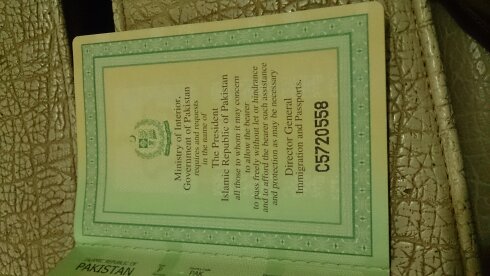 Ministry of Interior,
Government of Pakistan
requires and requests
in the name of
The President
Islamic Republic of Pakistan
all those to whom it may concern
to allow the bearer
to pass freely without let or hindrance
and to afford the bearer such assistance
and protection as may be necessary
Director General
Immigration and Passports.
C5720558
ISLAMIC REPUBLIC OF
PAKISTAN
PAK